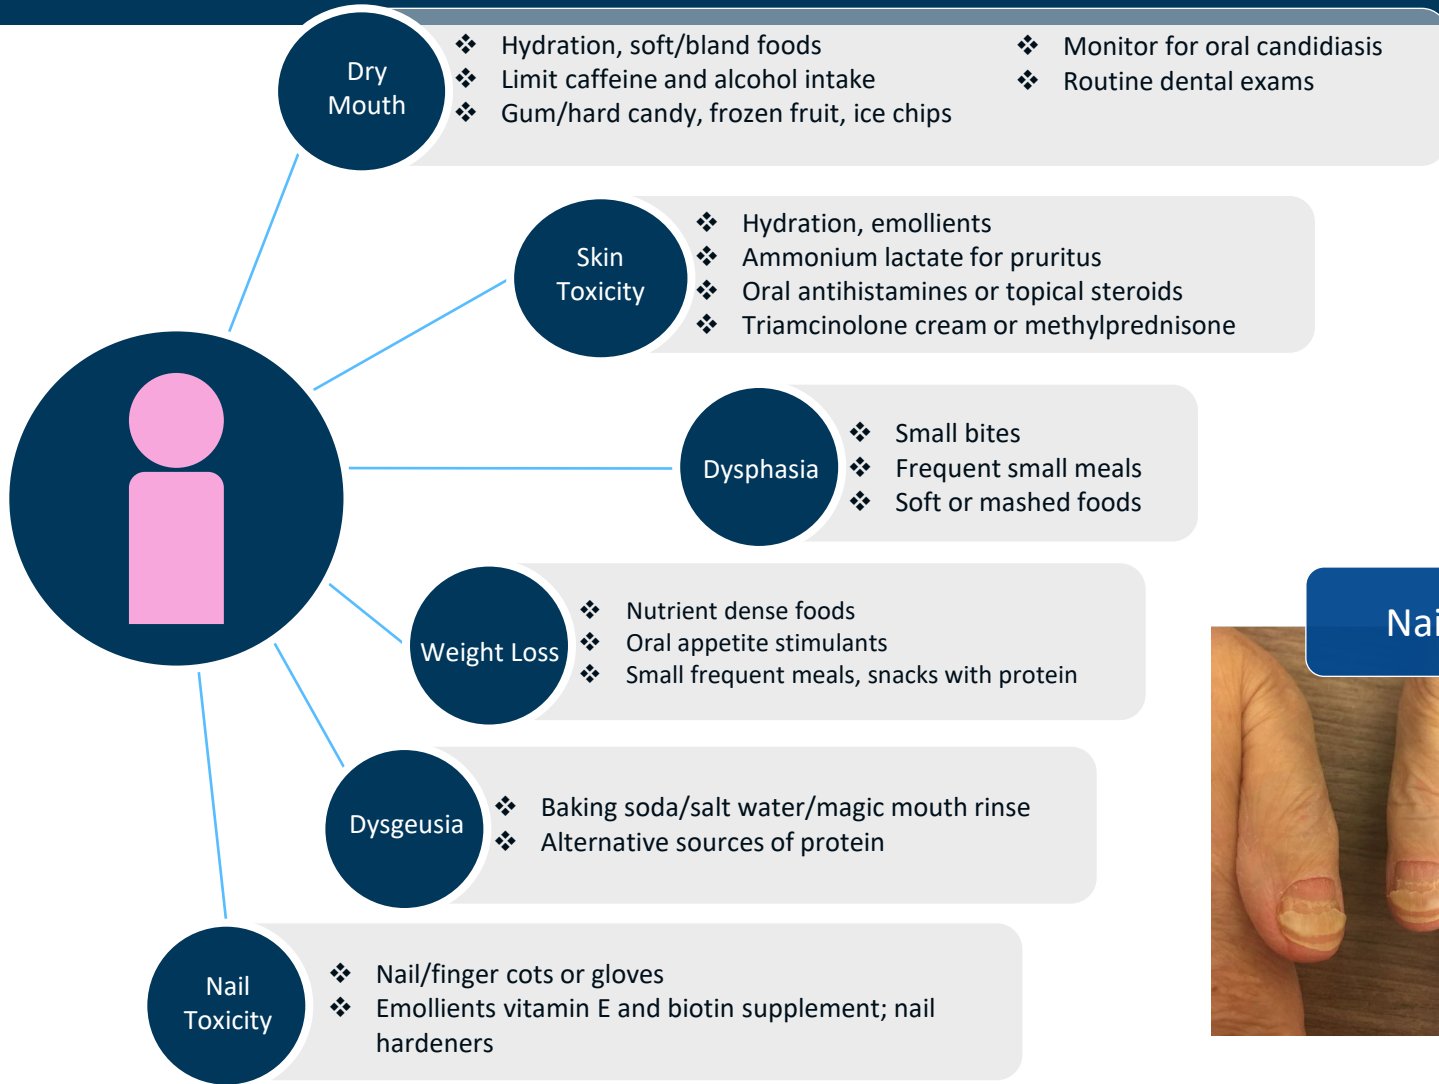 Dry
Mouth
❖ Hydration, soft/bland foods
❖ Limit caffeine and alcohol intake
❖ Gum/hard candy, frozen fruit, ice chips
❖ Monitor for oral candidiasis
❖ Routine dental exams
Skin
Toxicity
❖ Hydration, emollients
❖ Ammonium lactate for pruritus
❖ Oral antihistamines or topical steroids
❖ Triamcinolone cream or methylprednisone
Dysphasia
❖ Small bites
❖ Frequent small meals
❖ Soft or mashed foods
Weight Loss
❖ Nutrient dense foods
❖ Oral appetite stimulants
❖ Small frequent meals, snacks with protein
Dysgeusia
❖ Baking soda/salt water/magic mouth rinse
❖ Alternative sources of protein
Nail
Toxicity
❖ Nail/finger cots or gloves
❖ Emollients vitamin E and biotin supplement; nail
hardeners